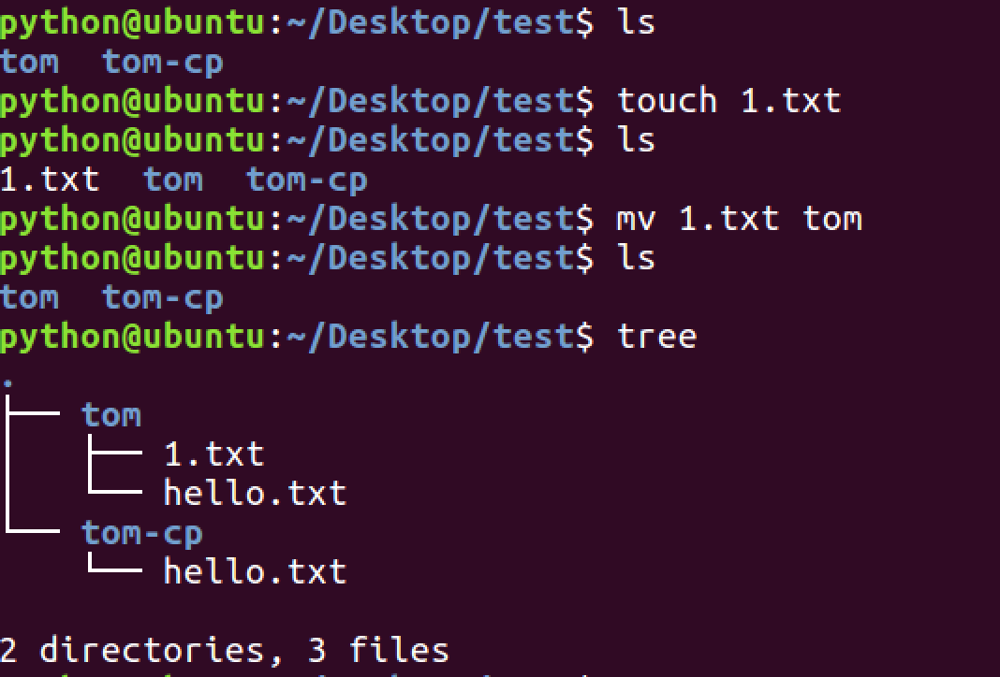 python@ubuntu:~/Desktop/test$ ls
tom  tom-cp
python@ubuntu:~/Desktop/test$ touch 1.txt
python@ubuntu:~/Desktop/test$ ls
1.txt  tom  tom-cp
python@ubuntu:~/Desktop/test$ mv 1.txt tom
python@ubuntu:~/Desktop/test$ ls
tom  tom-cp
python@ubuntu:~/Desktop/test$ tree
.
├── tom
│   ├── 1.txt
│   └── hello.txt
└── tom-cp
    └── hello.txt

2 directories, 3 files